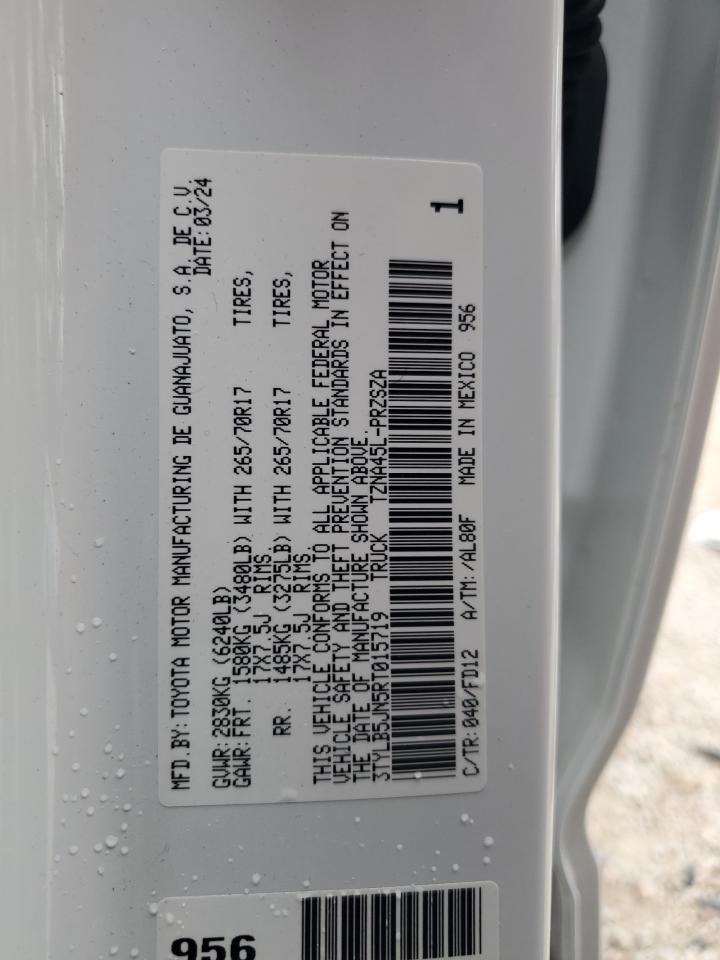 MFD.BY:TOYOTA MOTOR MANUFACTURING DE GUANAJUATO, S.A. DE C.V.
DATE:03/24
GVWR:2830KG (6240LB)
GAWR:FRT. 1580KG (3480LB) WITH 265/70R17 TIRES,
17X7.5J RIMS.
RR. 1485KG (3275LB) WITH 265/70R17 TIRES,
17X7.5J RIMS
THIS VEHICLE CONFORMS TO ALL APPLICABLE FEDERAL MOTOR
VEHICLE SAFETY AND THEFT PREVENTION STANDARDS IN EFFECT ON
THE DATE OF MANUFACTURE SHOWN ABOVE.
3TYLB5JN5RT015719 TRUCK TZNA45L-PRZSZA
1
C/TR:040/FD12 A/TM:/AL80F MADE IN MEXICO 956
956